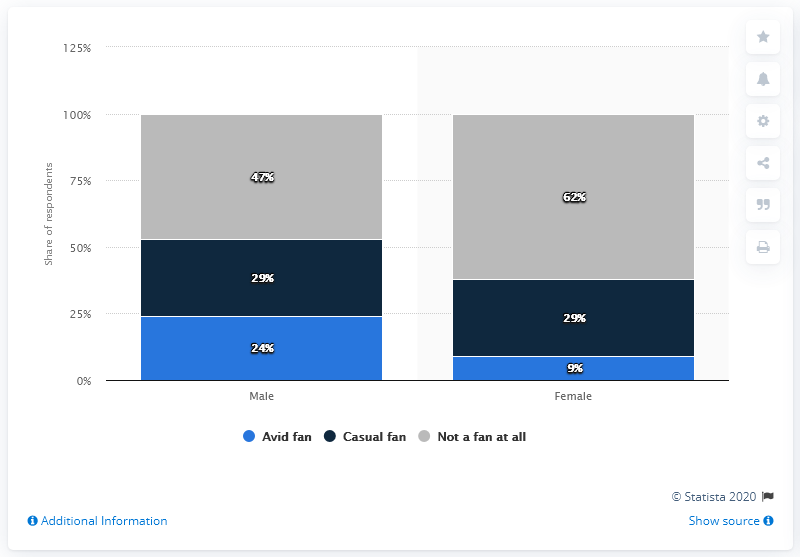 125%
100%
75%
50%
25%
0%
Share of respondents
47%
29%
24%
62%
29%
9%
Male
Female
Avid fan
Casual fan
Not a fan at all
© Statista 2020
Additional Information
Show source